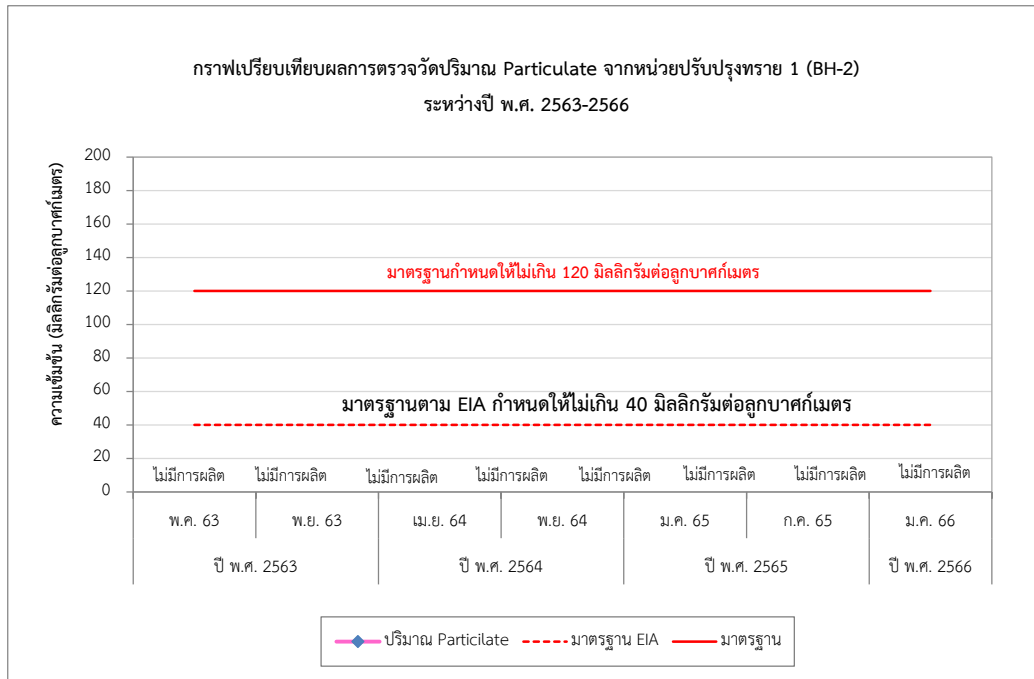 กราฟเปรียบเทียบผลการตรวจวัดปริมาณ Particulate จากหน่วยปรับปรุงทราย 1 (BH-2)
ระหว่างปี พ.ศ. 2563-2566
ความเข้มข้น (มิลลิกรัมต่อลูกบาศก์เมตร)
200
180
160
140
120
100
80
60
40
20
0
มาตรฐานกำหนดให้ไม่เกิน 120 มิลลิกรัมต่อลูกบาศก์เมตร
มาตรฐานตาม EIA กำหนดให้ไม่เกิน 40 มิลลิกรัมต่อลูกบาศก์เมตร
ไม่มีการผลิต ไม่มีการผลิต ไม่มีการผลิต ไม่มีการผลิต ไม่มีการผลิต ไม่มีการผลิต ไม่มีการผลิต ไม่มีการผลิต
พ.ค. 63 พ.ย. 63 เม.ย. 64 พ.ย. 64 ม.ค. 65 ก.ค. 65 ม.ค. 66
ปี พ.ศ. 2563 ปี พ.ศ. 2564 ปี พ.ศ. 2565 ปี พ.ศ. 2566
ปริมาณ Particilate มาตรฐาน EIA มาตรฐาน